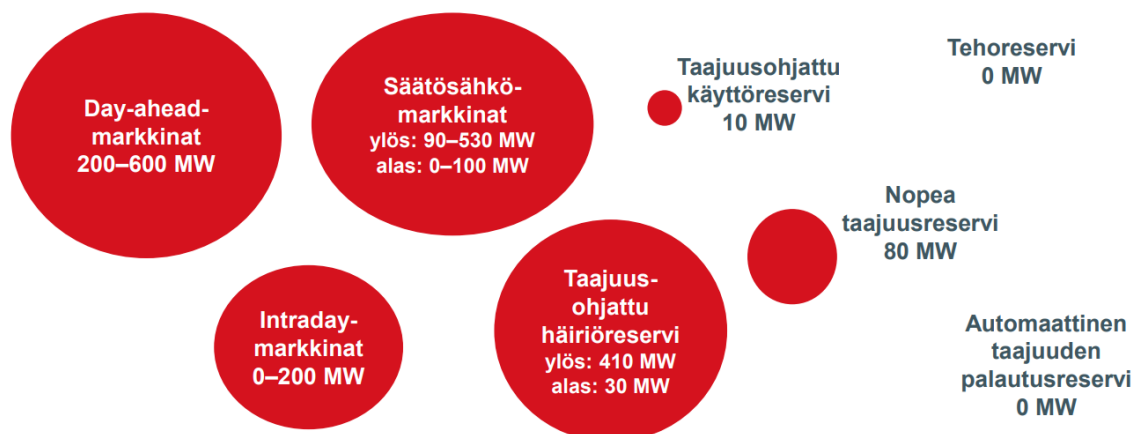 Day-ahead-
markkinat
200–600 MW
Säätösähkö-
markkinat
ylös: 90–530 MW
alas: 0–100 MW
Taajuusohjattu
käyttöreservi
10 MW
Tehoreservi
0 MW
Intraday-
markkinat
0–200 MW
Taajuus-
ohjattu
häiriöreservi
ylös: 410 MW
alas: 30 MW
Nopea
taajuusreservi
80 MW
Automaattinen
taajuuden
palautusreservi
0 MW